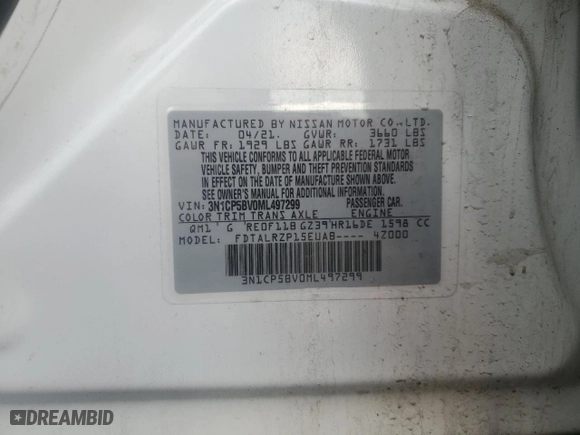 MANUFACTURED BY NISSAN MOTOR CO.,LTD.
DATE: 04/21. GVWR: 3660 LBS
GAWR FR: 1929 LBS GAWR RR: 1731 LBS
THIS VEHICLE CONFORMS TO ALL APPLICABLE FEDERAL MOTOR
VEHICLE SAFETY, BUMPER AND THEFT PREVENTION STANDARDS
IN EFFECT ON THE DATE OF MANUFACTURE SHOWN ABOVE.
SEE OWNER'S MANUAL FOR ADDITIONAL INFORMATION.
VIN: 3N1CP5BV0ML497299 PASSENGER CAR.
COLOR TRIM TRANS AXLE ENGINE
QM1 G RE0F11B GZ39 HR16DE 1598 CC
MODEL: FDTALRZP15EUAB---- 4Z000
3N1CP5BV0ML497299
DREAMBID